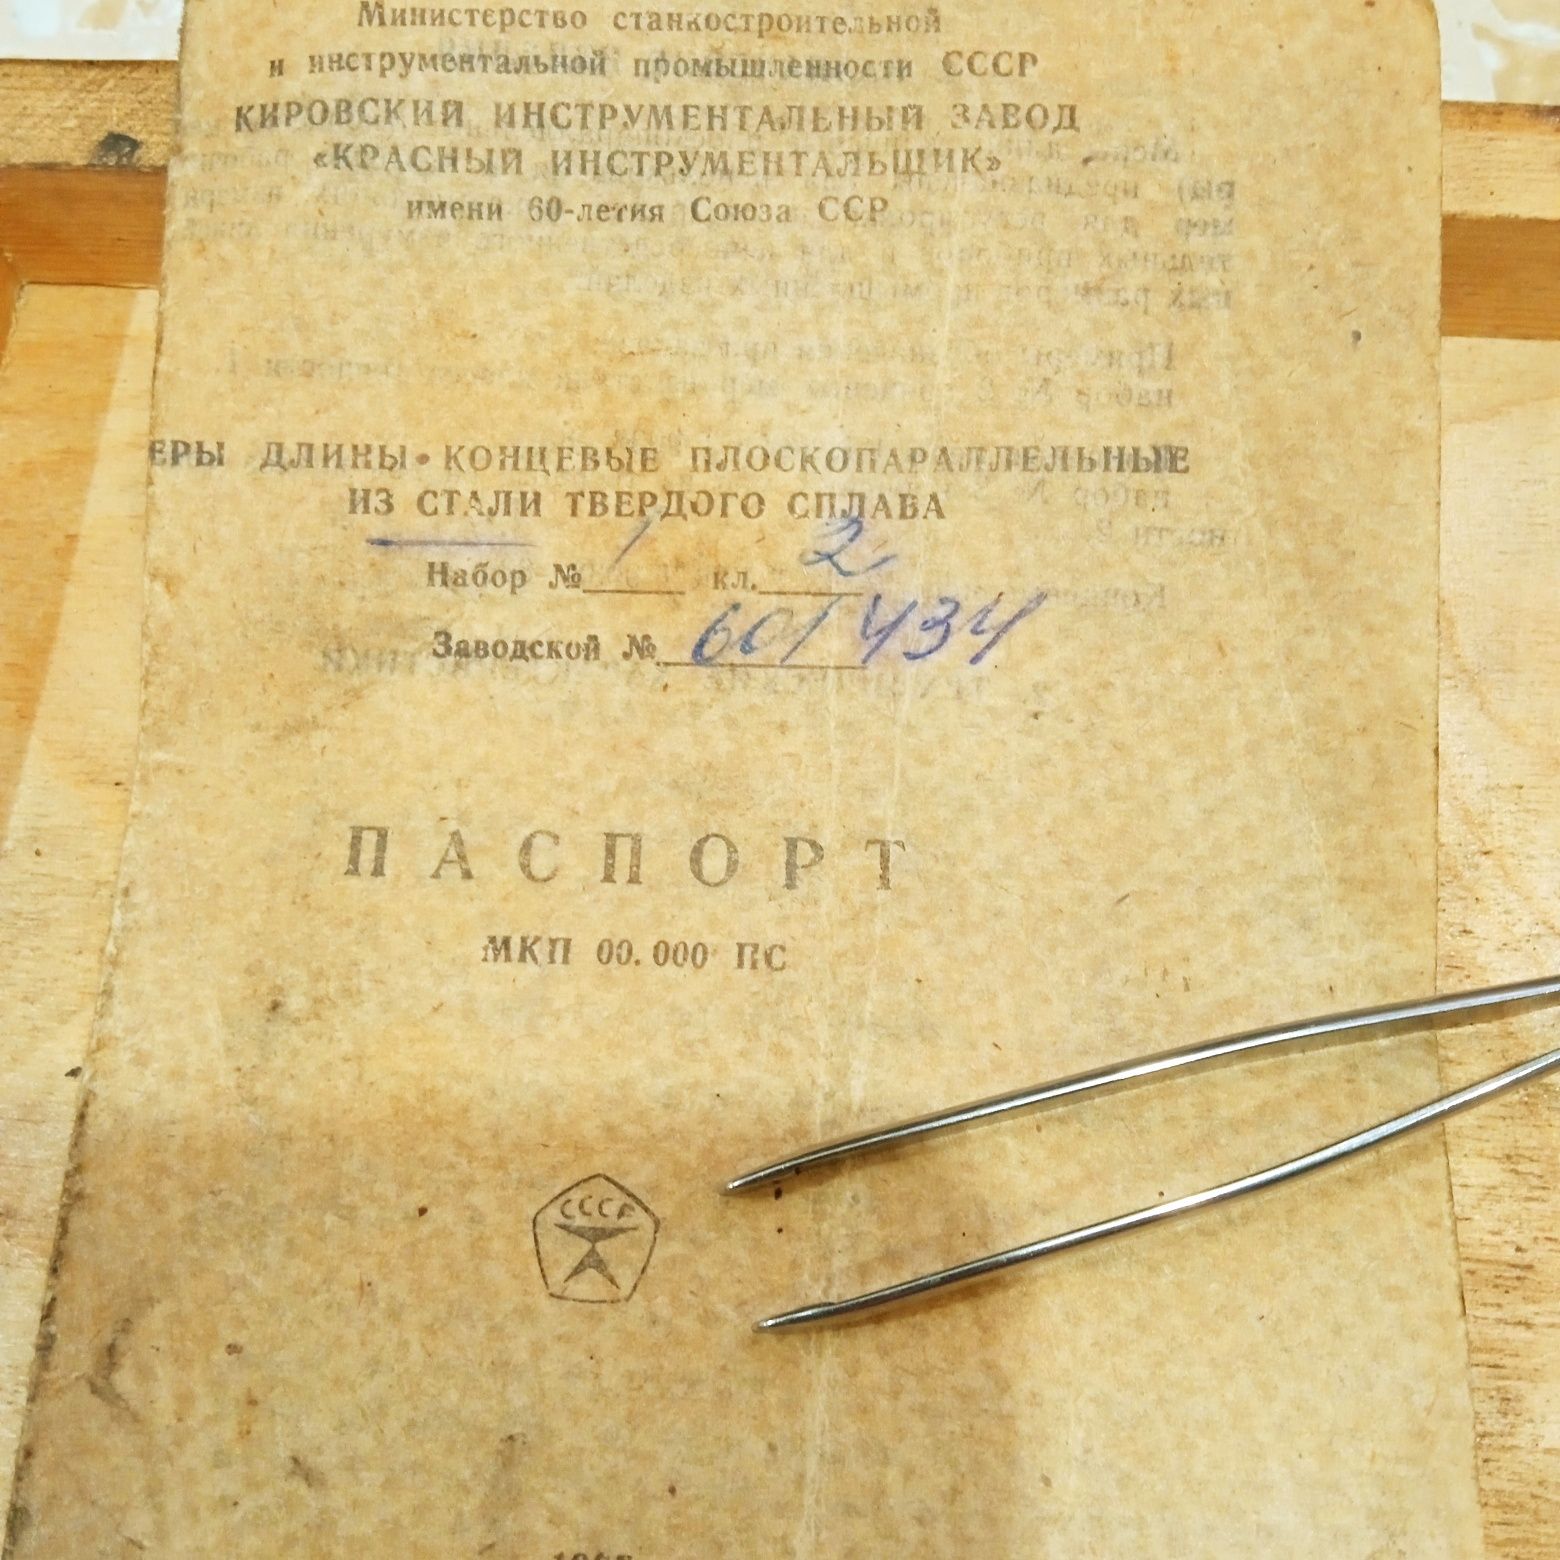 Министерство станкостроительной
и инструментальной промышленности СССР
КИРОВСКИЙ ИНСТРУМЕНТАЛЬНЫЙ ЗАВОД
«КРАСНЫЙ ИНСТРУМЕНТАЛЬЩИК»
имени 60-летия Союза ССР
ЕРЫ ДЛИНЫ КОНЦЕВЫЕ ПЛОСКОПАРАЛЛЕЛЬНЫЕ
ИЗ СТАЛИ ТВЕРДОГО СПЛАВА
Набор № 1 кл. 2
Заводской № 601434
ПАСПОРТ
МКП 00.000 ПС
СССР